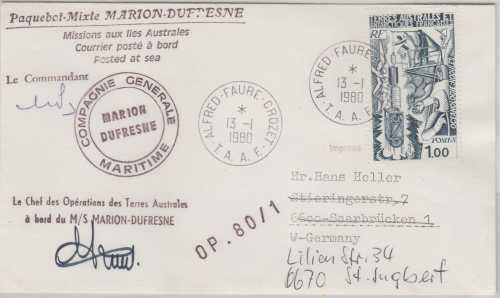 Paquebot-Mixte MARION-DUFRESNE
Missions aux Iles Australes
Courrier posté à bord
Posted at sea
Le Commandant
COMPAGNIE GENERALE MARITIME
MARION
DUFRESNE
ALFRED-FAURE-CROZET
*
13-1
1980
T.A.A.F.
ALFRED-FAURE-CROZET
*
13-1
1980
T.A.A.F.
TERRES AUSTRALES ET
ANTARCTIQUES FRANÇAISES
RF
POSTES
1.00
Imprimé
Le Chef des Opérations des Terres Australes
à bord du M/S MARION-DUFRESNE
OP.80/1
Mr.Hans Heller
Stieringerstr,7
6600-Saarbrücken 1
W-Germany
Lilienstr.34
6670 St.Ingbert